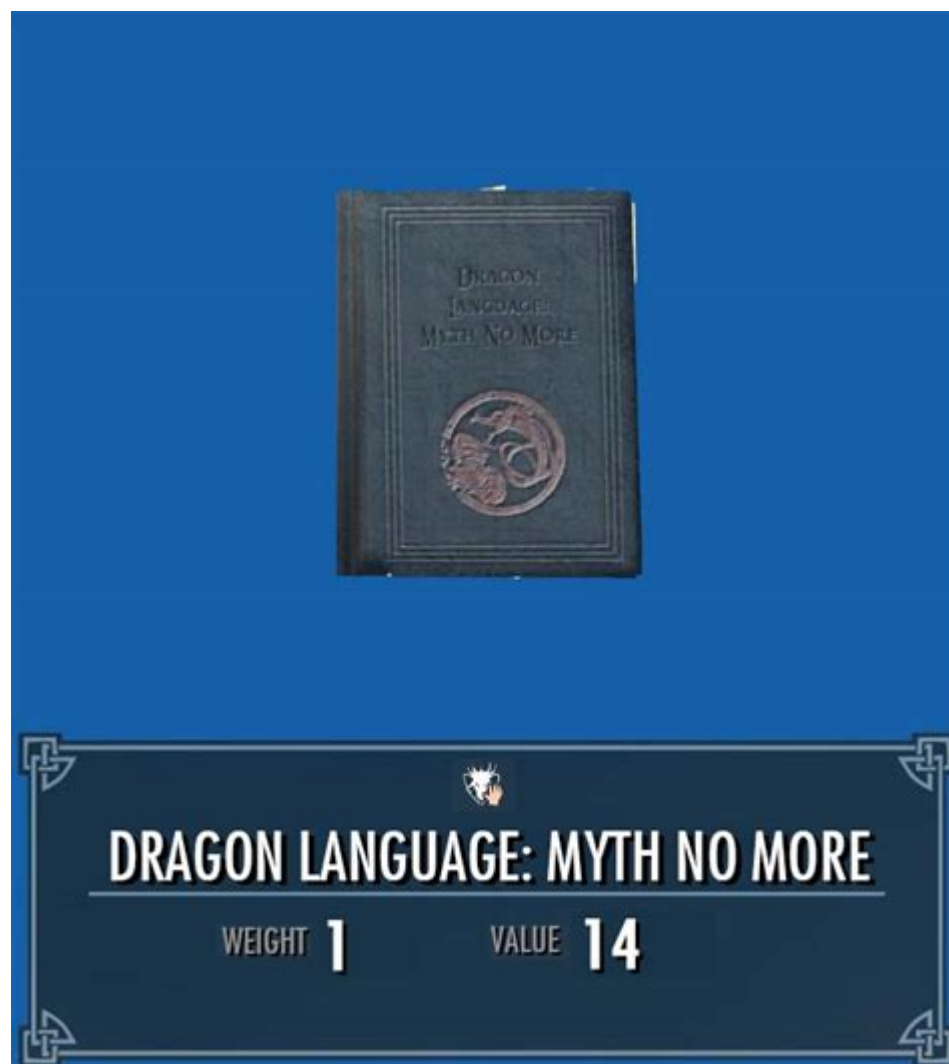 DRAGON
LANGUAGE:
MYTH NO MORE
DRAGON LANGUAGE: MYTH NO MORE
WEIGHT 1 VALUE 14